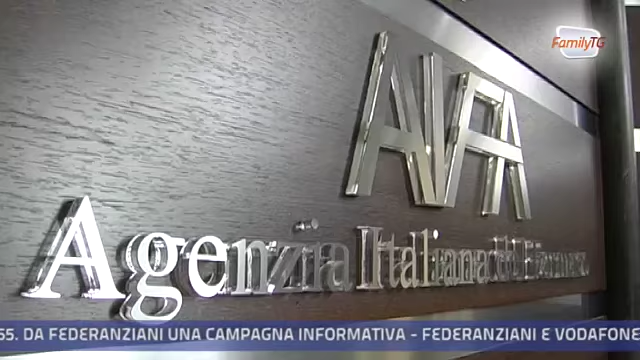 FamilyTG
AIFA
Agenzia Italiana del Farmaco
65. DA FEDERANZIANI UNA CAMPAGNA INFORMATIVA - FEDERANZIANI E VODAFONE